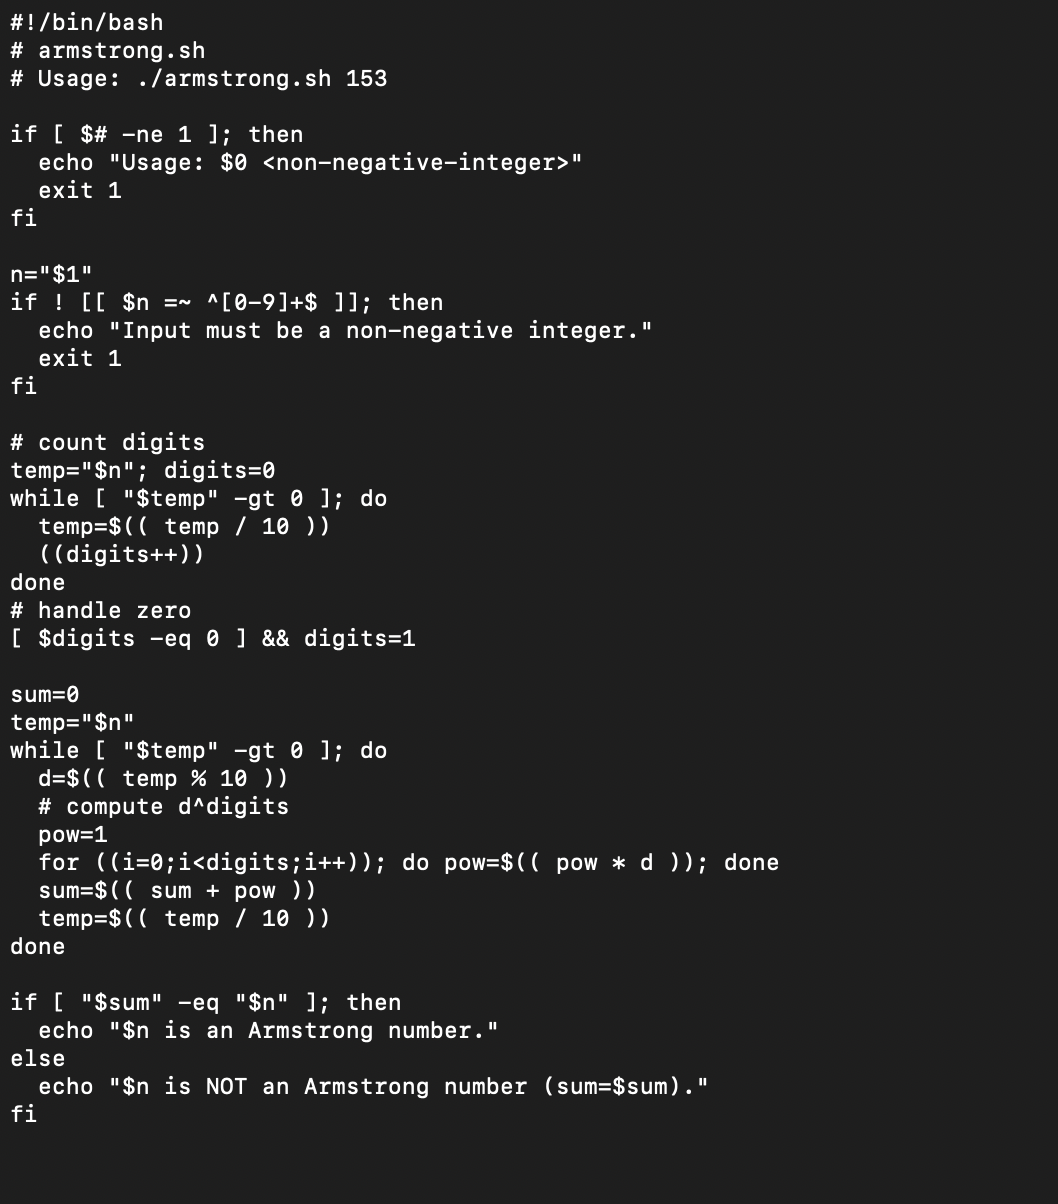 #!/bin/bash
# armstrong.sh
# Usage: ./armstrong.sh 153

if [ $# -ne 1 ]; then
  echo "Usage: $0 <non-negative-integer>"
  exit 1
fi

n="$1"
if ! [[ $n =~ ^[0-9]+$ ]]; then
  echo "Input must be a non-negative integer."
  exit 1
fi

# count digits
temp="$n"; digits=0
while [ "$temp" -gt 0 ]; do
  temp=$(( temp / 10 ))
  ((digits++))
done
# handle zero
[ $digits -eq 0 ] && digits=1

sum=0
temp="$n"
while [ "$temp" -gt 0 ]; do
  d=$(( temp % 10 ))
  # compute d^digits
  pow=1
  for ((i=0;i<digits;i++)); do pow=$(( pow * d )); done
  sum=$(( sum + pow ))
  temp=$(( temp / 10 ))
done

if [ "$sum" -eq "$n" ]; then
  echo "$n is an Armstrong number."
else
  echo "$n is NOT an Armstrong number (sum=$sum)."
fi